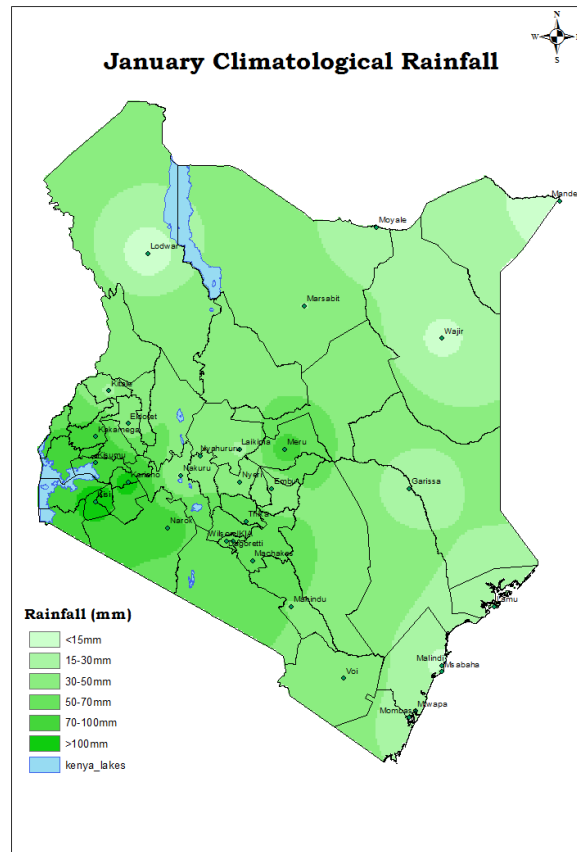 N
W
S
January Climatological Rainfall
Mande
Moyale
Lodwar
Marsabit
Wajir
Kitale
Eldoret
Kakamega
Nyahururu
Laikipia
Meru
Kisumu
Kericho
Nakuru
Nyeri
Embu
Garissa
Thika
Narok
Dagoretti
Machakos
Makindu
Lamu
Malindi
Msabaha
Voi
Mtwapa
Mombasa
Rainfall (mm)
<15mm
15-30mm
30-50mm
50-70mm
70-100mm
>100mm
kenya_lakes